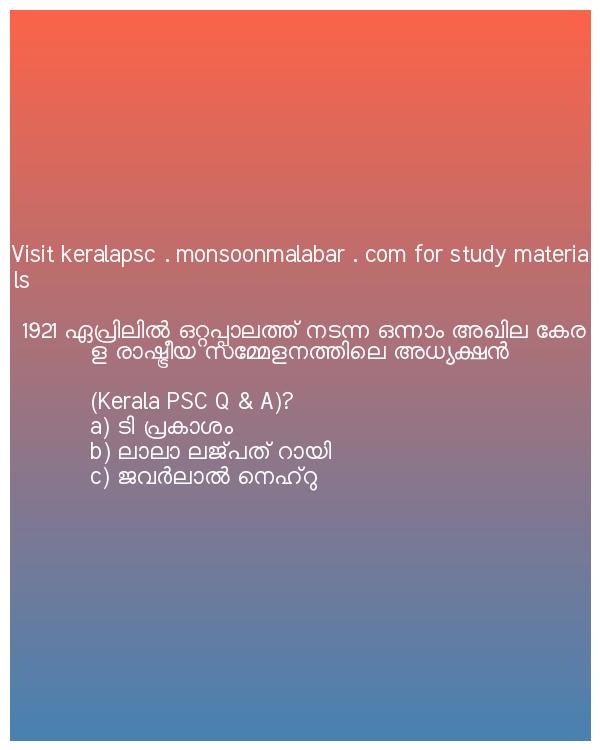 Visit keralapsc . monsoonmalabar . com for study materia
ls
1921 ഏപ്രിലിൽ ഒറ്റപ്പാലത്ത് നടന്ന ഒന്നാം അഖില കേര
ള രാഷ്ട്രീയ സമ്മേളനത്തിലെ അധ്യക്ഷൻ
(Kerala PSC Q & A)?
a) ടി പ്രകാശം
b) ലാലാ ലജ്പത് റായി
c) ജവർലാൽ നെഹ്റു